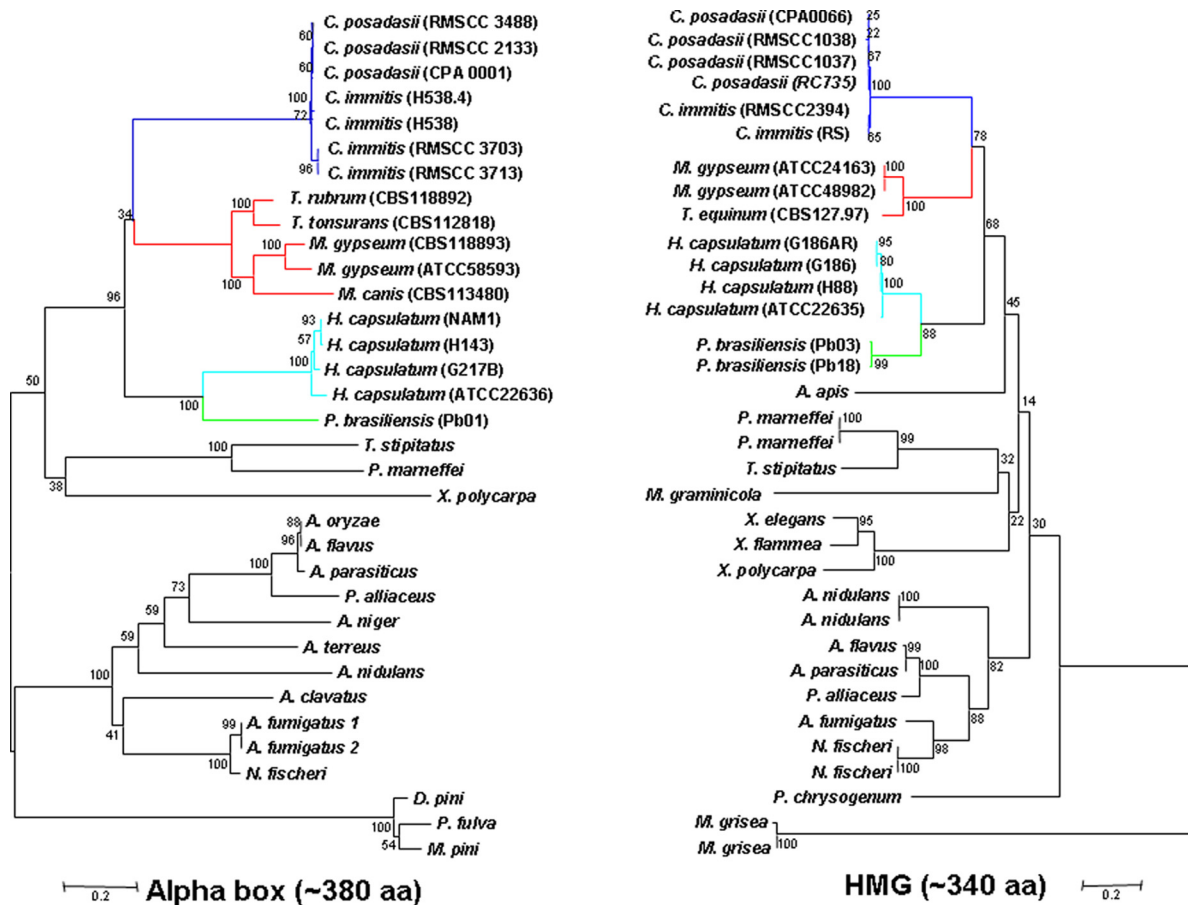 C. posadasii (RMSCC 3488)
60
C. posadasii (RMSCC 2133)
60
C. posadasii (CPA 0001)
100
C. immitis (H538.4)
72
C. immitis (H538)
C. immitis (RMSCC 3703)
96
C. immitis (RMSCC 3713)
T. rubrum (CBS118892)
100
T. tonsurans (CBS112818)
34
M. gypseum (CBS118893)
100
M. gypseum (ATCC58593)
100
M. canis (CBS113480)
96
H. capsulatum (NAM1)
93
57
H. capsulatum (H143)
100
H. capsulatum (G217B)
H. capsulatum (ATCC22636)
50
100
P. brasiliensis (Pb01)
T. stipitatus
100
P. marneffei
38
X. polycarpa
A. oryzae
88
A. flavus
96
A. parasiticus
100
P. alliaceus
73
A. niger
59
A. terreus
59
A. nidulans
100
A. clavatus
41
A. fumigatus 1
99
A. fumigatus 2
100
N. fischeri
D. pini
P. fulva
100
M. pini
54
0.2
Alpha box (~380 aa)
C. posadasii (CPA0066)
25
C. posadasii (RMSCC1038)
22
C. posadasii (RMSCC1037)
67
C. posadasii (RC735)
100
C. immitis (RMSCC2394)
C. immitis (RS)
65
78
M. gypseum (ATCC24163)
100
M. gypseum (ATCC48982)
100
T. equinum (CBS127.97)
68
H. capsulatum (G186AR)
95
H. capsulatum (G186)
80
H. capsulatum (H88)
100
H. capsulatum (ATCC22635)
45
88
P. brasiliensis (Pb03)
P. brasiliensis (Pb18)
99
A. apis
14
P. marneffei
100
P. marneffei
99
T. stipitatus
32
M. graminicola
22
X. elegans
95
X. flammea
30
X. polycarpa
100
A. nidulans
100
A. nidulans
A. flavus
99
A. parasiticus
100
82
P. alliaceus
A. fumigatus
88
N. fischeri
98
N. fischeri
100
P. chrysogenum
M. grisea
M. grisea
100
HMG (~340 aa)
0.2